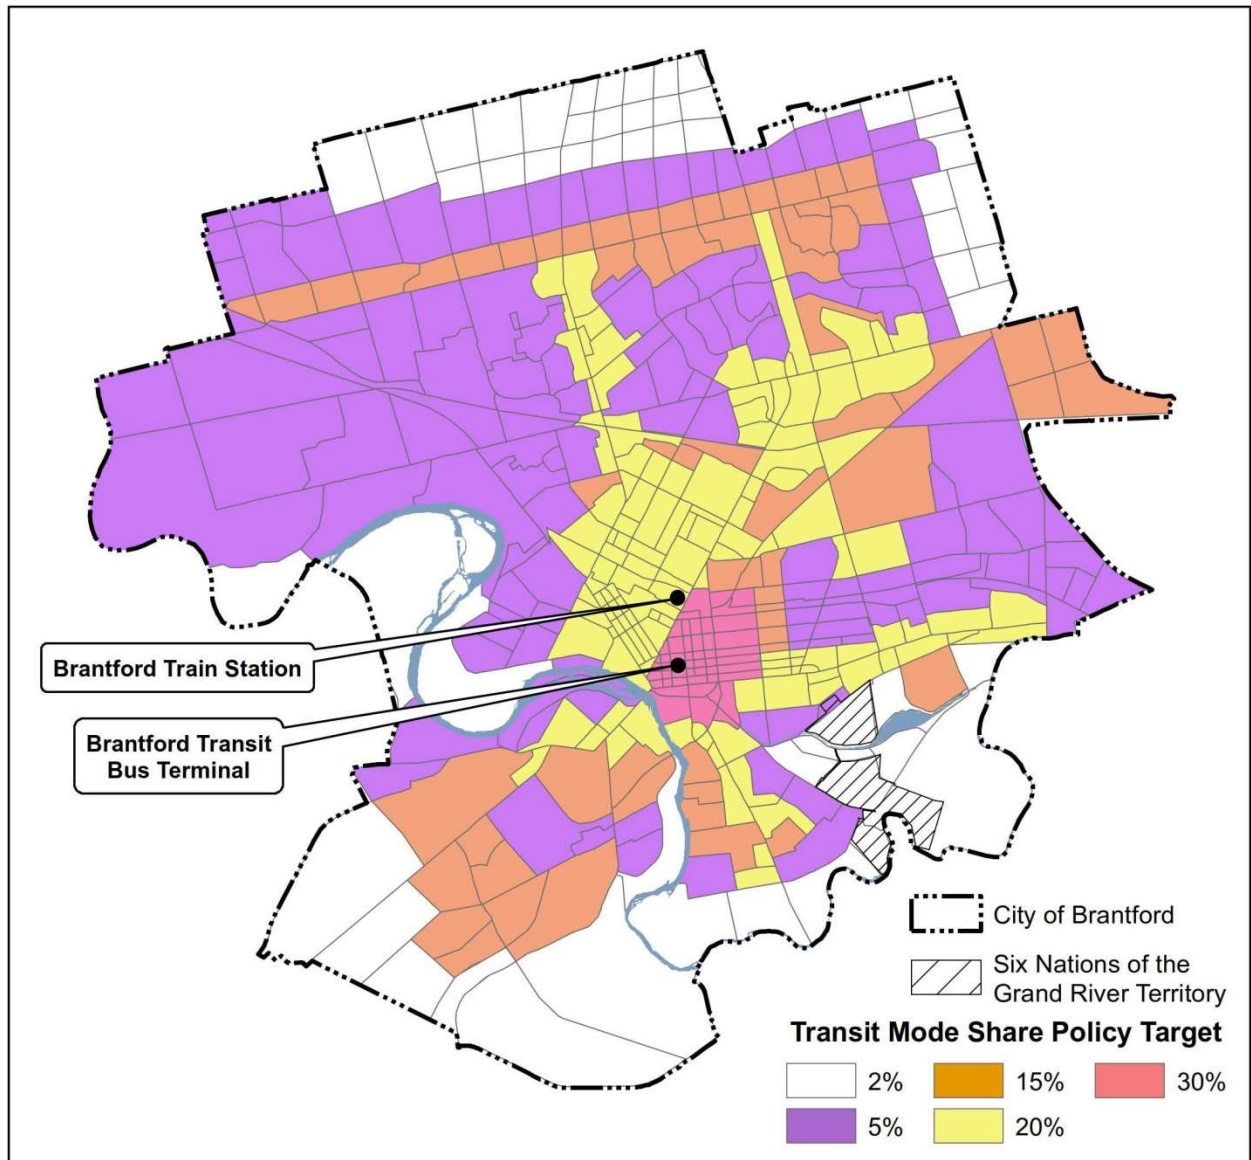 Brantford Train Station
Brantford Transit
Bus Terminal
City of Brantford
Six Nations of the
Grand River Territory
Transit Mode Share Policy Target
2% 15% 30%
5% 20%